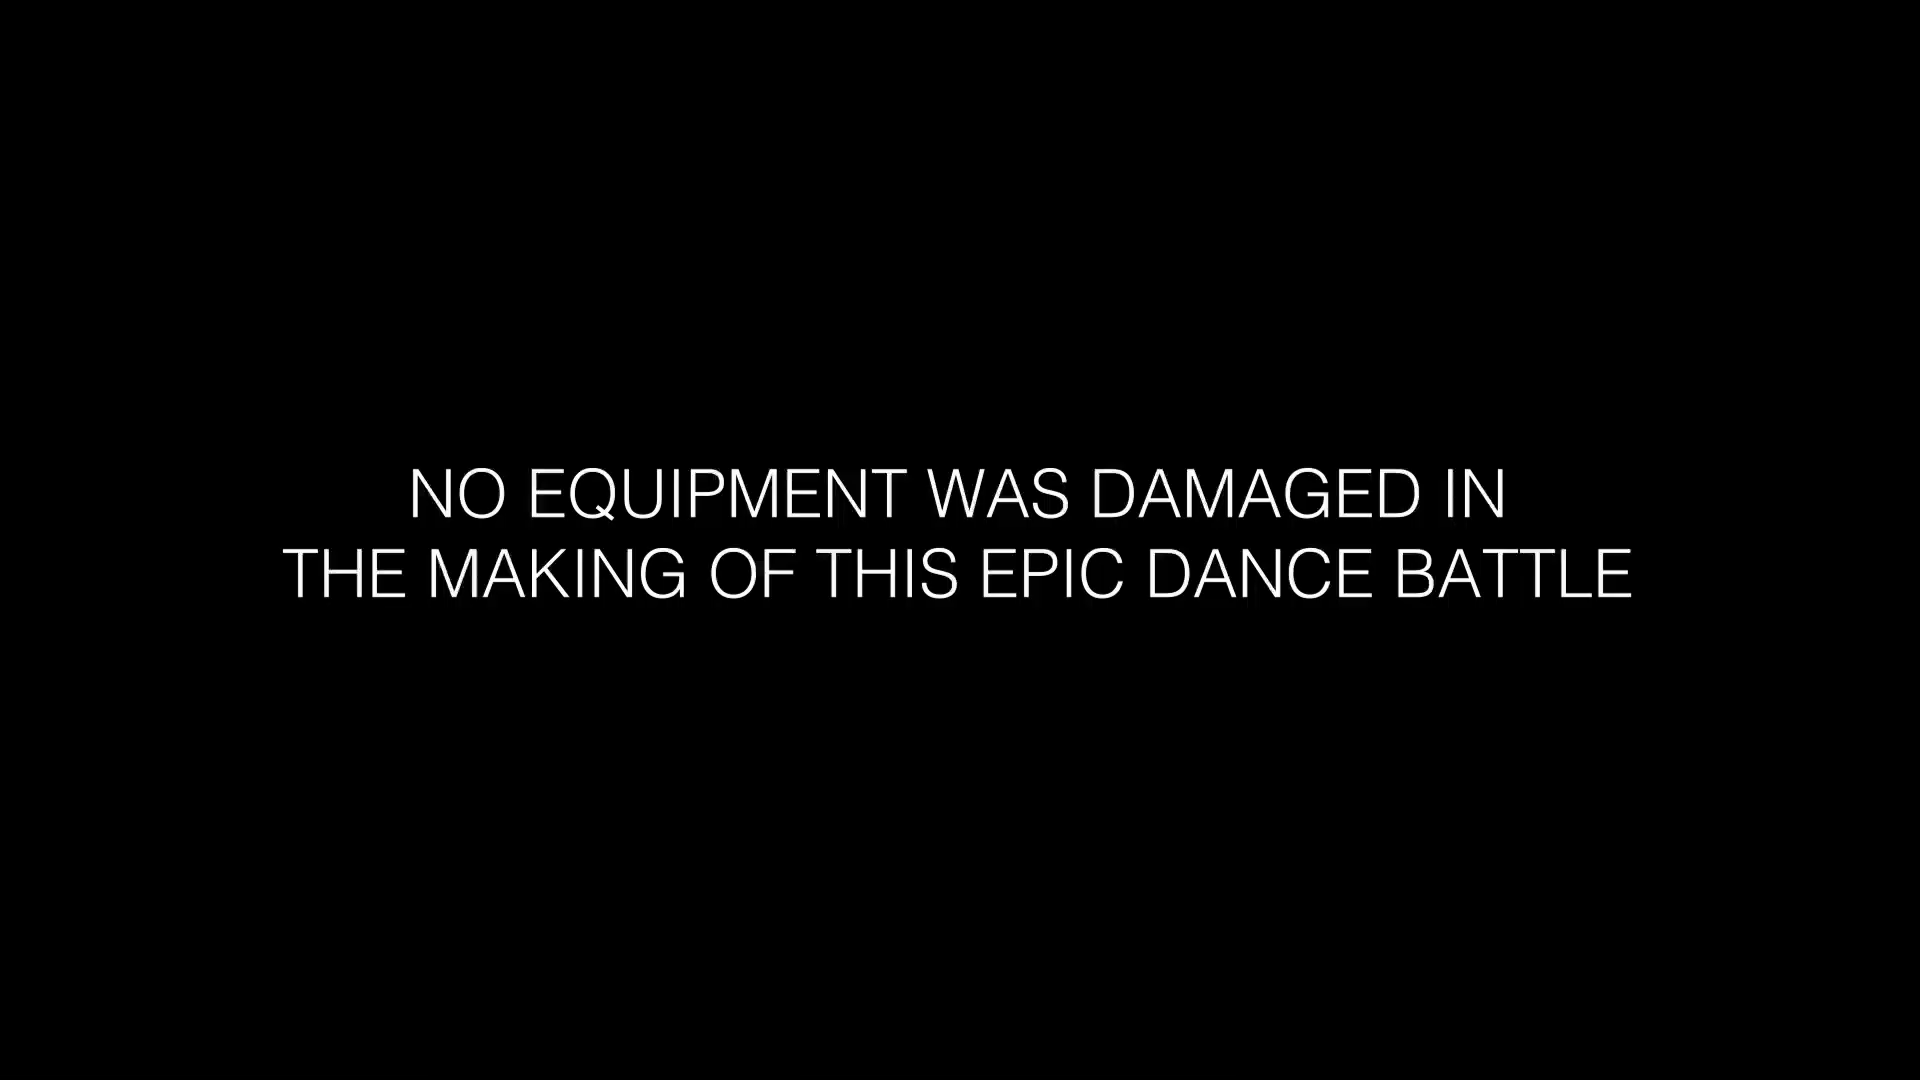 NO EQUIPMENT WAS DAMAGED IN
THE MAKING OF THIS EPIC DANCE BATTLE